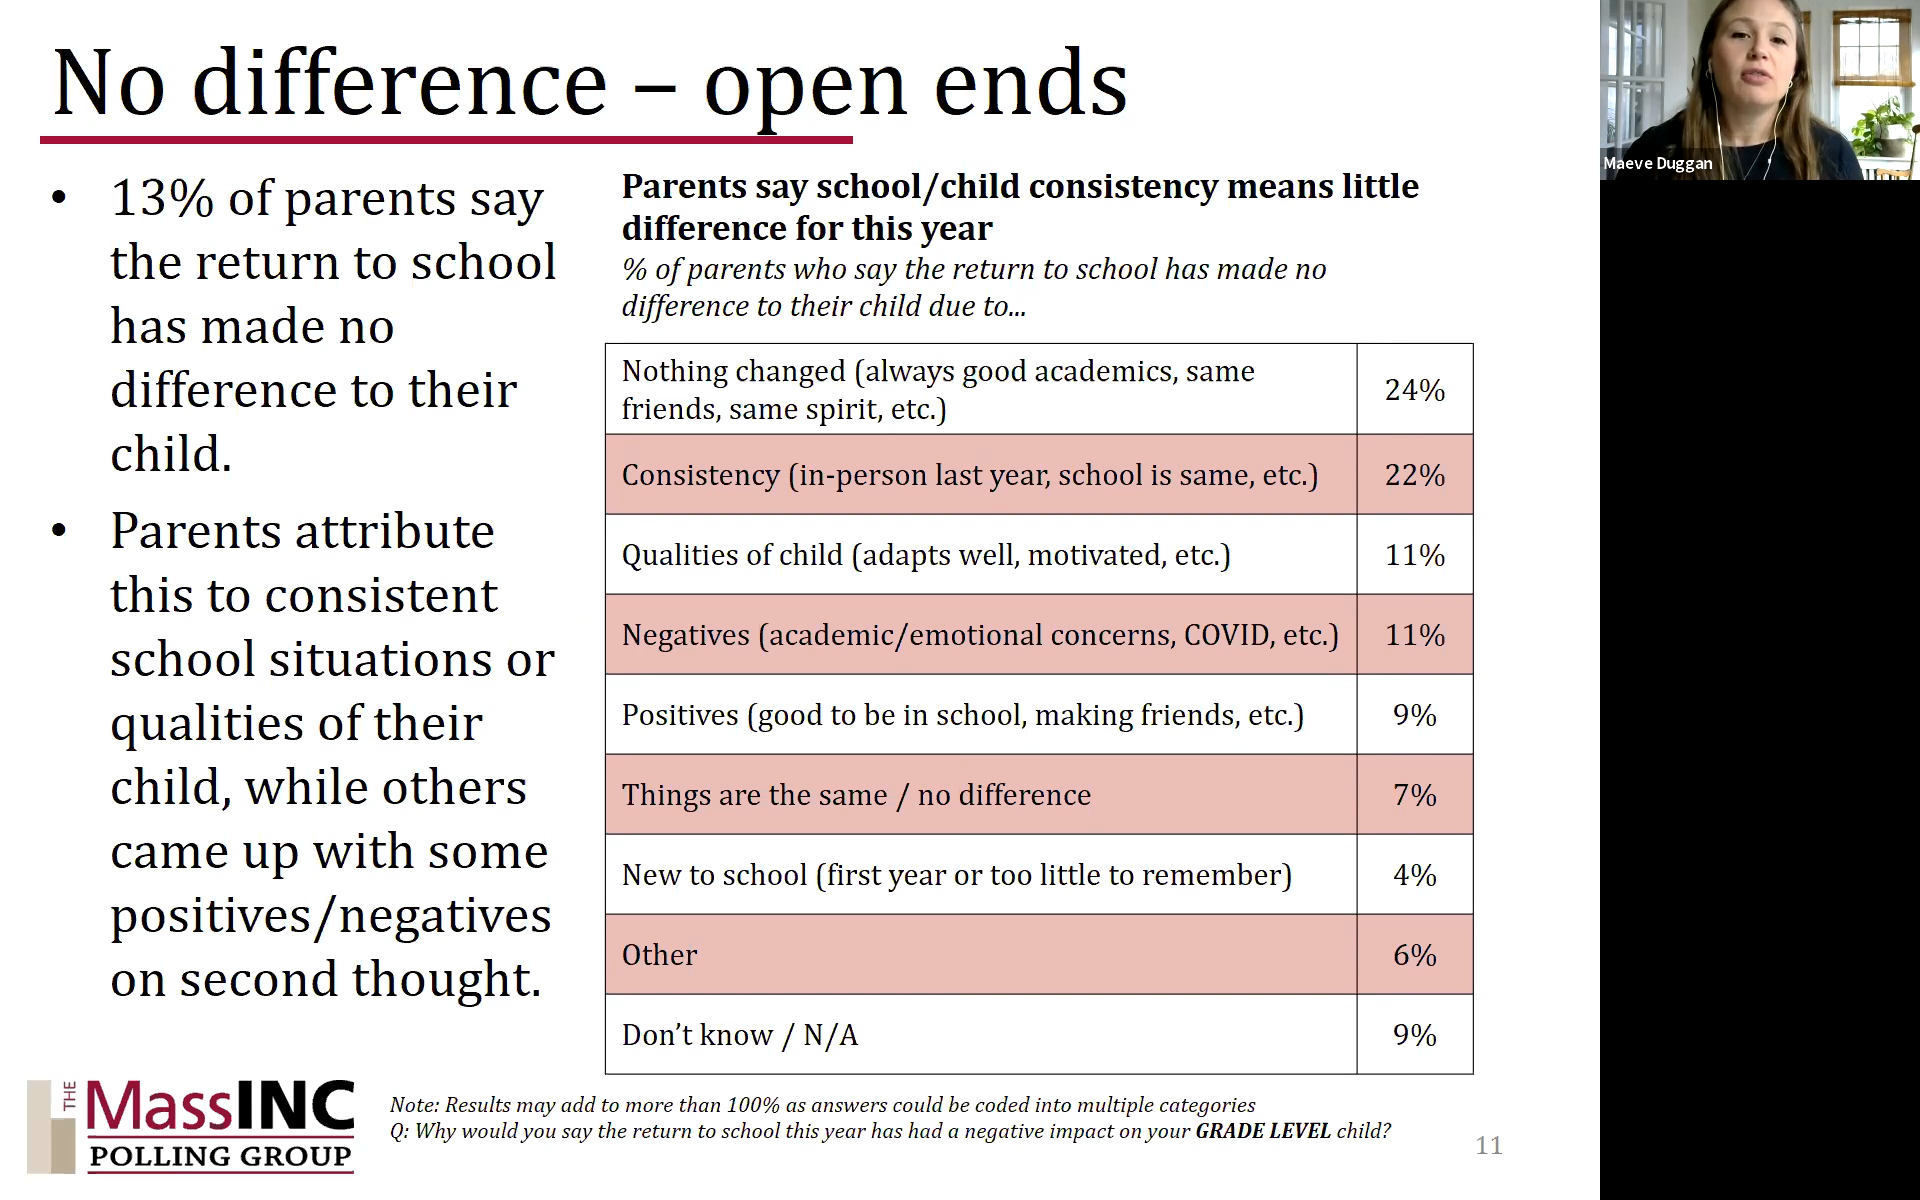 No difference – open ends
• 13% of parents say
the return to school
has made no
difference to their
child.
• Parents attribute
this to consistent
school situations or
qualities of their
child, while others
came up with some
positives/negatives
on second thought.
Parents say school/child consistency means little
difference for this year
% of parents who say the return to school has made no
difference to their child due to...
Nothing changed (always good academics, same
friends, same spirit, etc.) 24%
Consistency (in-person last year, school is same, etc.) 22%
Qualities of child (adapts well, motivated, etc.) 11%
Negatives (academic/emotional concerns, COVID, etc.) 11%
Positives (good to be in school, making friends, etc.) 9%
Things are the same / no difference 7%
New to school (first year or too little to remember) 4%
Other 6%
Don’t know / N/A 9%
THE
MassINC
POLLING GROUP
Note: Results may add to more than 100% as answers could be coded into multiple categories
Q: Why would you say the return to school this year has had a negative impact on your GRADE LEVEL child?
11
Maeve Duggan